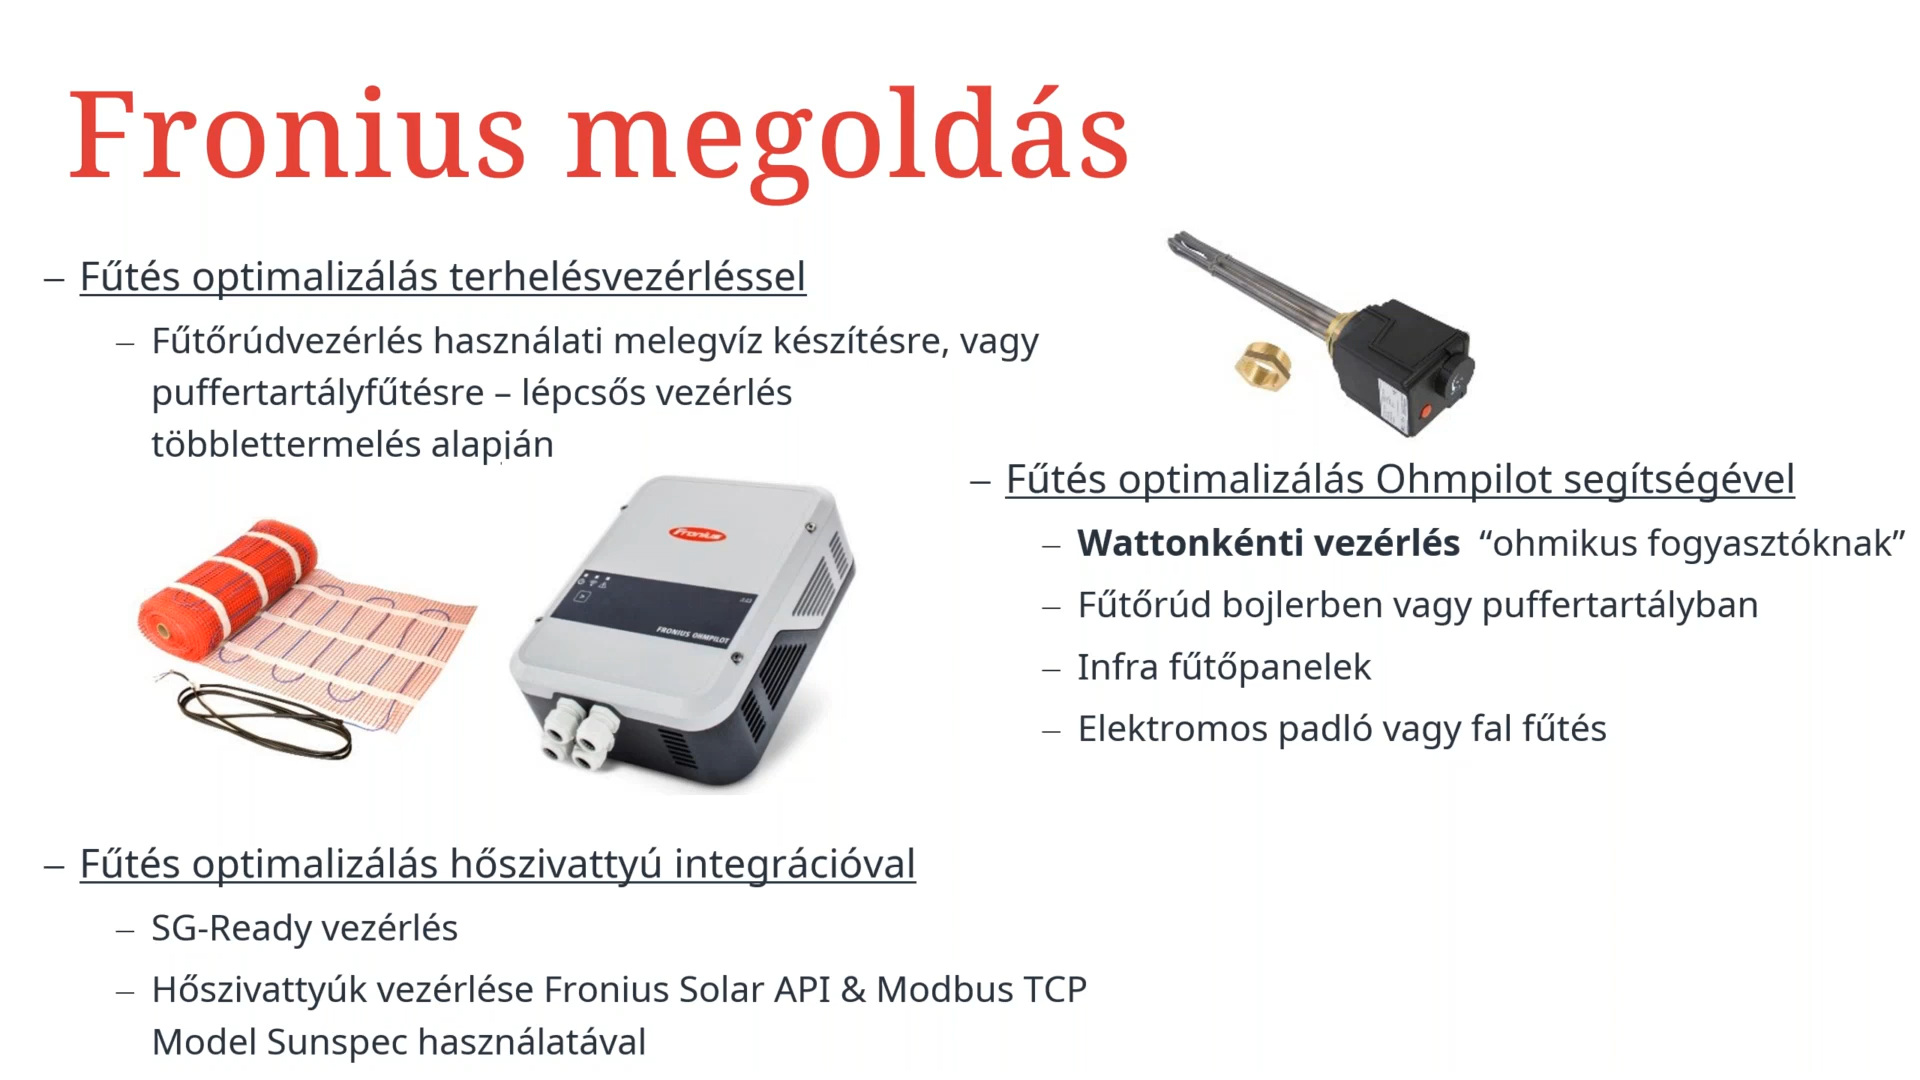 Fronius megoldás
– Fűtés optimalizálás terhelésvezérléssel
– Fűtőrúdvezérlés használati melegvíz készítésre, vagy
puffertartályfűtésre – lépcsős vezérlés
többlettermelés alapján
Fronius
FRONIUS OHMPILOT
– Fűtés optimalizálás Ohmpilot segítségével
– Wattonkénti vezérlés “ohmikus fogyasztóknak”
– Fűtőrúd bojlerben vagy puffertartályban
– Infra fűtőpanelek
– Elektromos padló vagy fal fűtés
– Fűtés optimalizálás hőszivattyú integrációval
– SG-Ready vezérlés
– Hőszivattyúk vezérlése Fronius Solar API & Modbus TCP
Model Sunspec használatával